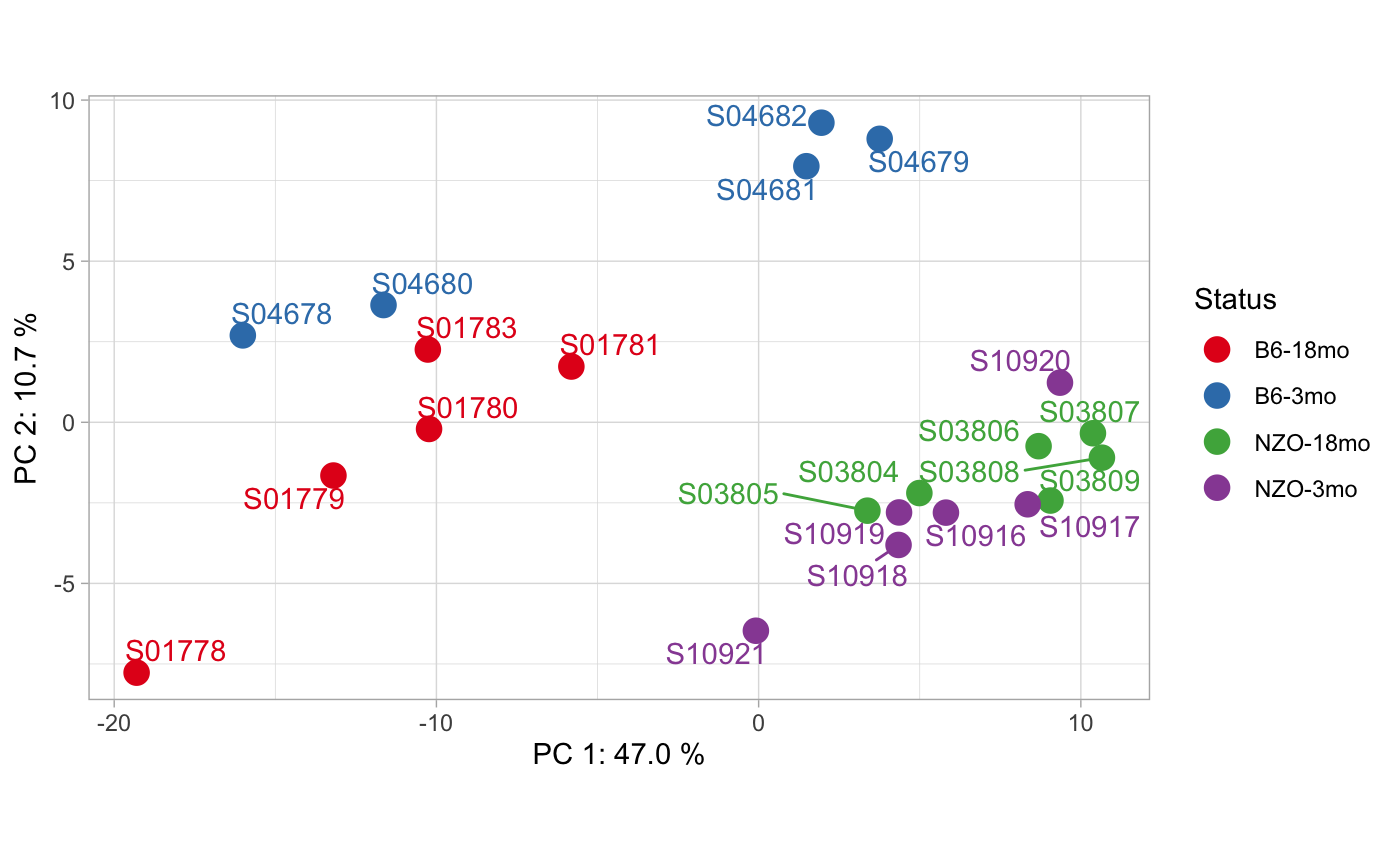 10
5
0
-5
PC 2: 10.7 %
S04682
S04679
S04681
S04680
S04678
S01783
S01781
S01780
S01779
S01778
S10920
S03807
S03806
S03804
S03808
S03809
S03805
S10919
S10916
S10917
S10918
S10921
-20
-10
0
10
PC 1: 47.0 %
Status
B6-18mo
B6-3mo
NZO-18mo
NZO-3mo